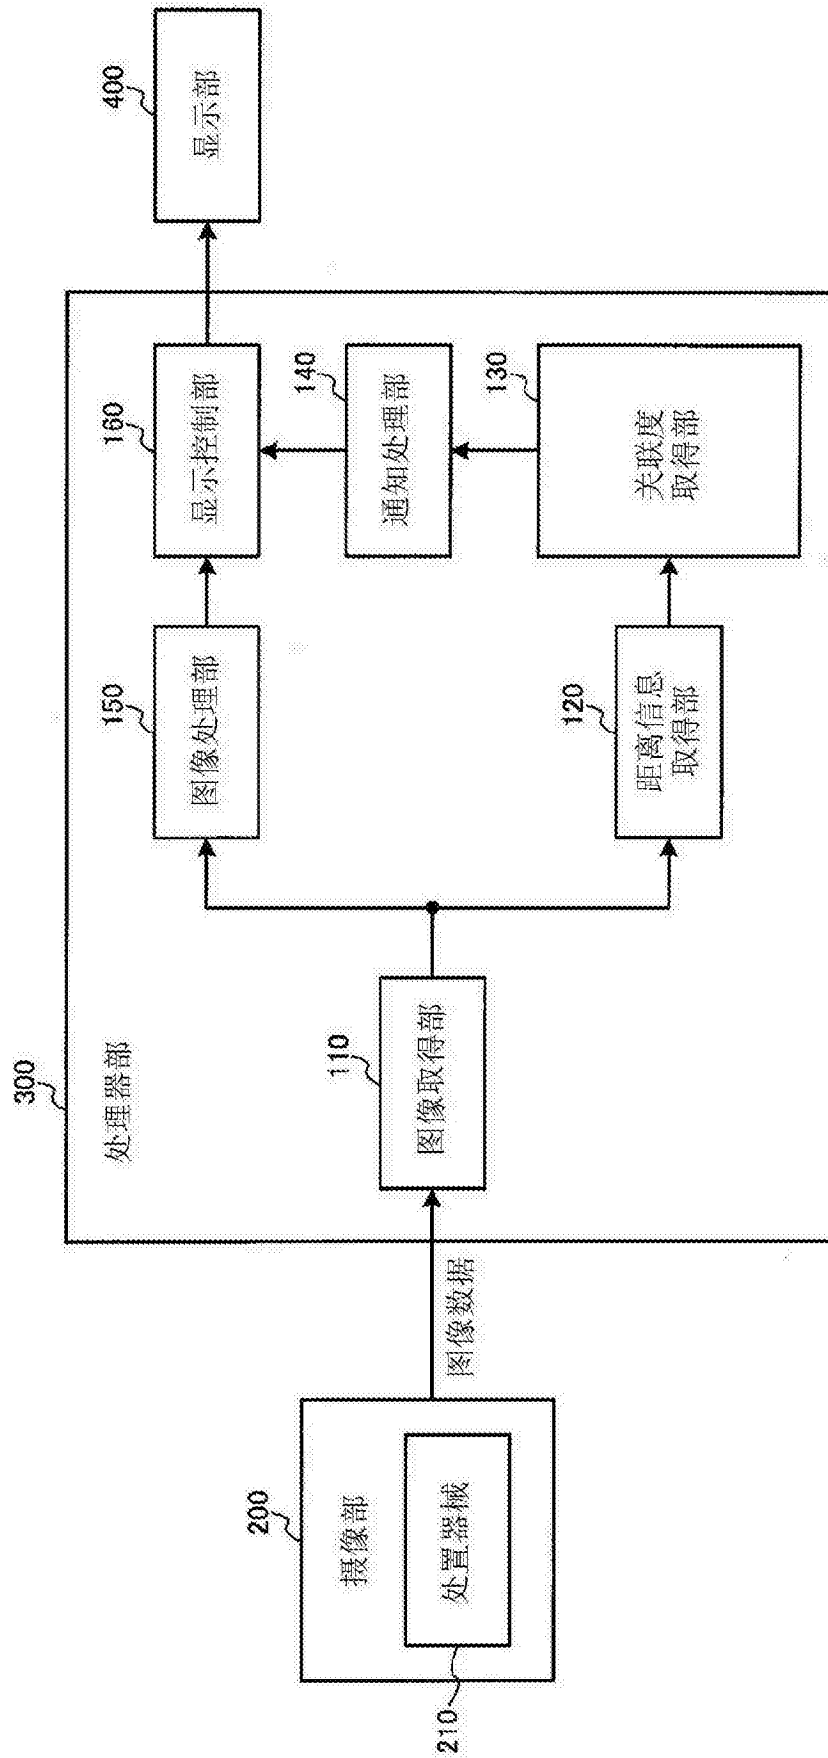 200
摄像部
处置器械
210
图像数据
300
处理器部
110
图像取得部
150
图像处理部
160
显示控制部
400
显示部
140
通知处理部
120
距离信息
取得部
130
关联度
取得部